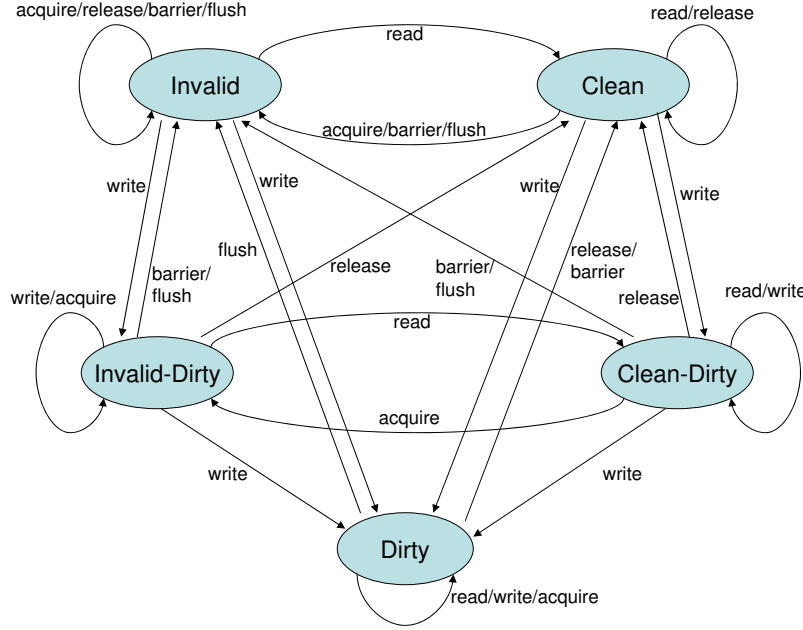 acquire/release/barrier/flush
read/release
read
Invalid
Clean
acquire/barrier/flush
write
write
write
write
flush
barrier/
flush
release
barrier/
flush
release/
barrier
release
write/acquire
read/write
read
Invalid-Dirty
Clean-Dirty
acquire
write
write
Dirty
read/write/acquire